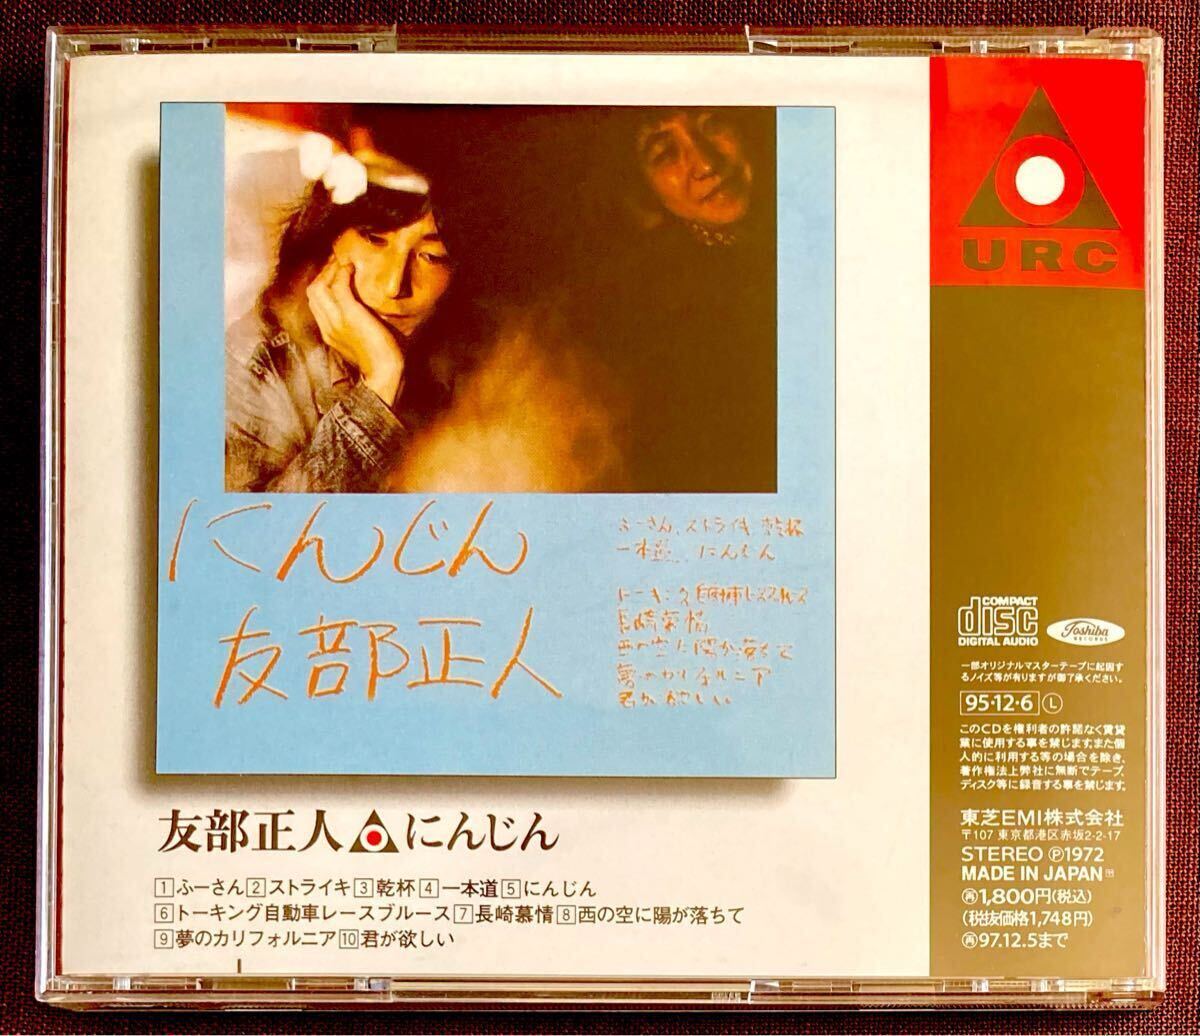 URC
にんじん
友部正人
ふーさん、ストライキ 乾杯
一本道、にんじん
トーキング自動車レースブルース
長崎慕情
西の空に陽が落ちて
夢のカリフォルニア
君が欲しい
友部正人 にんじん
1ふーさん2ストライキ3乾杯4一本道5にんじん
6トーキング自動車レースブルース7長崎慕情8西の空に陽が落ちて
9夢のカリフォルニア10君が欲しい
COMPACT
disc
DIGITAL AUDIO
Toshiba
RECORDS
一部オリジナルマスターテープに起因す
るノイズ等が有りますが御了承ください。
95・12・6 Ⓛ
このCDを権利者の許諾なく賃貸
業に使用する事を禁じます。また個
人的に利用する等の場合を除き、
著作権法上弊社に無断でテープ、
ディスク等に録音する事を禁じます。
東芝EMI株式会社
〒107 東京都港区赤坂2-2-17
STEREO Ⓟ1972
MADE IN JAPAN
再1,800円(税込)
(税抜価格1,748円)
再97.12.5まで